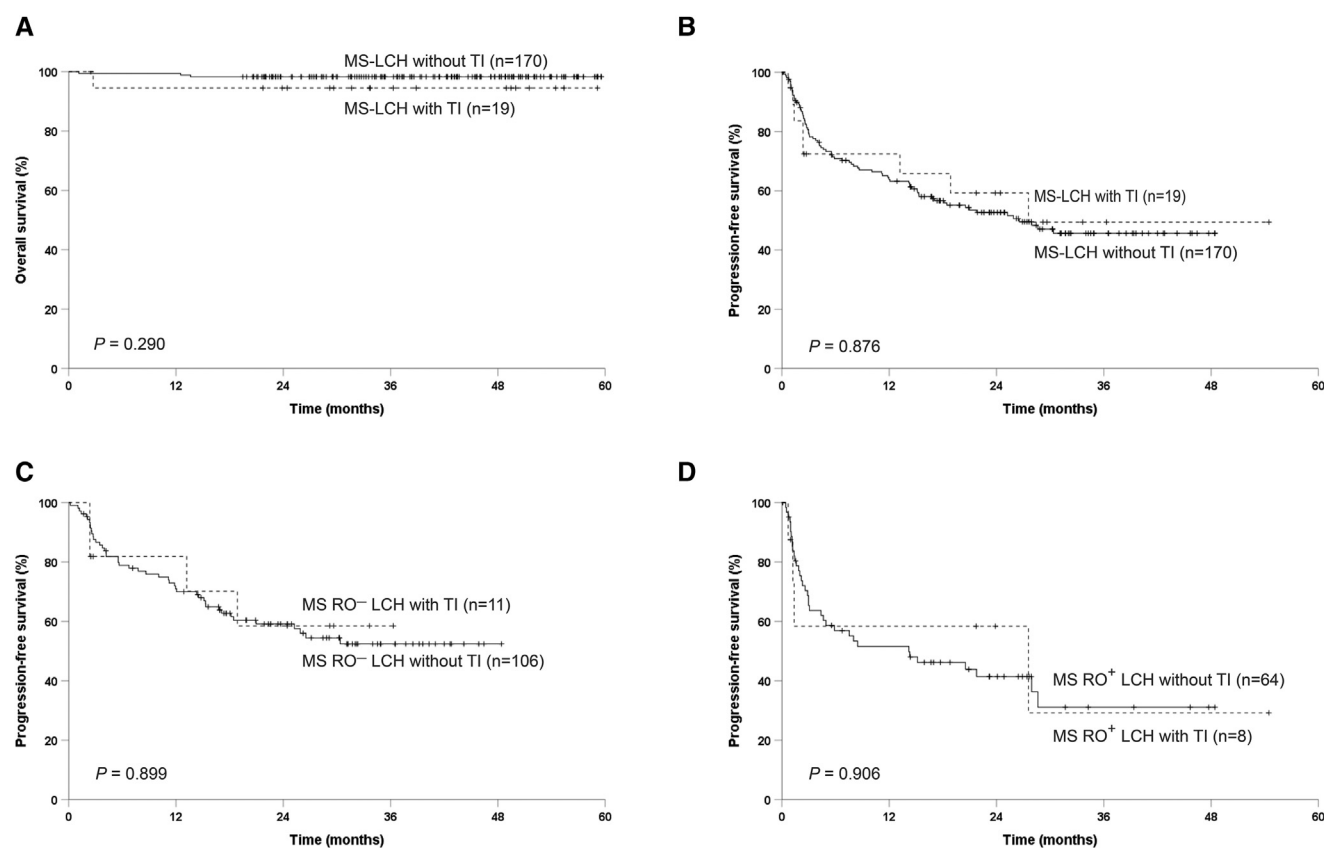 A
MS-LCH without TI (n=170)
100
MS-LCH with TI (n=19)
80
60
40
20
0
Overall survival (%)
P = 0.290
0 12 24 36 48 60
Time (months)
B
100
80
60
40
20
0
Progression-free survival (%)
MS-LCH with TI (n=19)
MS-LCH without TI (n=170)
P = 0.876
0 12 24 36 48 60
Time (months)
C
100
80
60
40
20
0
Progression-free survival (%)
MS RO⁻ LCH with TI (n=11)
MS RO⁻ LCH without TI (n=106)
P = 0.899
0 12 24 36 48 60
Time (months)
D
100
80
60
40
20
0
Progression-free survival (%)
MS RO⁺ LCH without TI (n=64)
MS RO⁺ LCH with TI (n=8)
P = 0.906
0 12 24 36 48 60
Time (months)